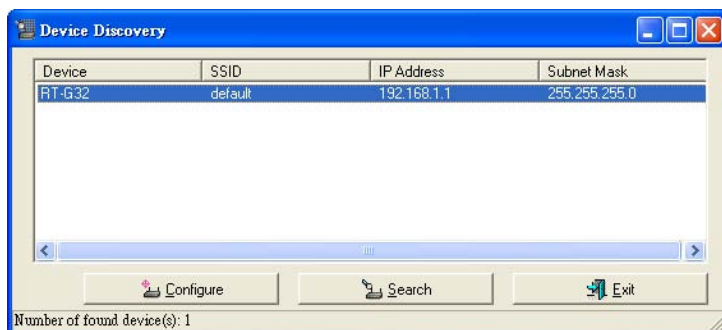 Device Discovery
Device SSID IP Address Subnet Mask
RT-G32 default 192.168.1.1 255.255.255.0
Configure Search Exit
Number of found device(s): 1